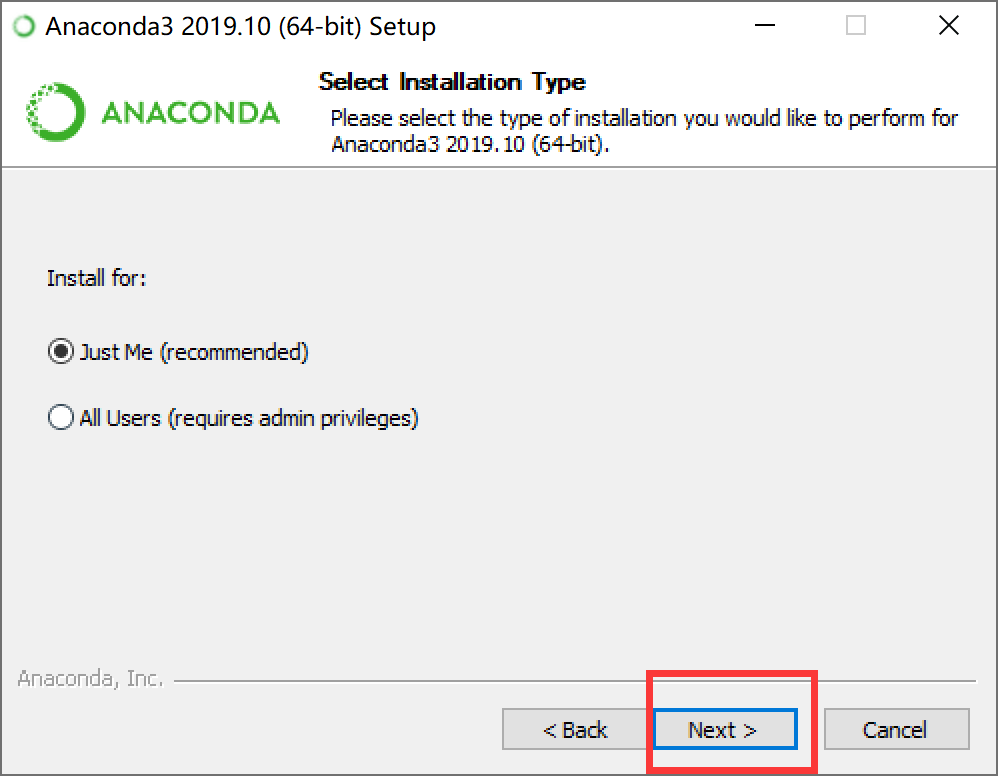 Anaconda3 2019.10 (64-bit) Setup
ANACONDA
Select Installation Type
Please select the type of installation you would like to perform for
Anaconda3 2019.10 (64-bit).
Install for:
Just Me (recommended)
All Users (requires admin privileges)
Anaconda, Inc.
< Back
Next >
Cancel